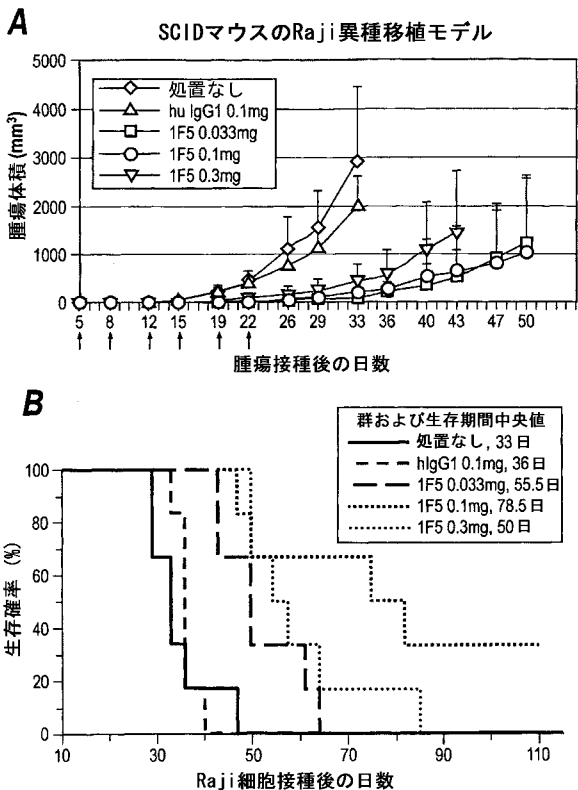 A
SCIDマウスのRaji異種移植モデル
5000
4000
3000
2000
1000
0
腫瘍体積 (mm³)
処置なし
hu IgG1 0.1mg
1F5 0.033mg
1F5 0.1mg
1F5 0.3mg
5 8 12 15 19 22 26 29 33 36 40 43 47 50
腫瘍接種後の日数
B
群および生存期間中央値
処置なし, 33日
hIgG1 0.1mg, 36日
1F5 0.033mg, 55.5日
1F5 0.1mg, 78.5日
1F5 0.3mg, 50日
100
80
60
40
20
0
生存確率 (%)
10 30 50 70 90 110
Raji細胞接種後の日数